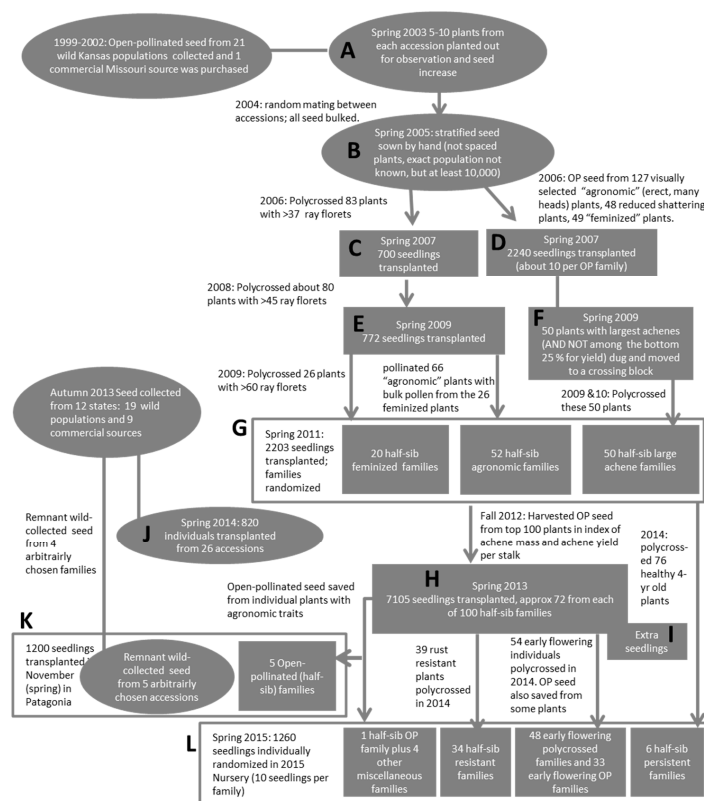 1999-2002: Open-pollinated seed from 21
wild Kansas populations collected and 1
commercial Missouri source was purchased
A
Spring 2003 5-10 plants from
each accession planted out
for observation and seed
increase
2004: random mating between
accessions; all seed bulked.
B
Spring 2005: stratified seed
sown by hand (not spaced
plants, exact population not
known, but at least 10,000)
2006: Polycrossed 83 plants
with >37 ray florets
2006: OP seed from 127 visually
selected "agronomic" (erect, many
heads) plants, 48 reduced shattering
plants, 49 "feminized" plants.
C
Spring 2007
700 seedlings
transplanted
D
Spring 2007
2240 seedlings transplanted
(about 10 per OP family)
2008: Polycrossed about 80
plants with >45 ray florets
E
Spring 2009
772 seedlings transplanted
F
Spring 2009
50 plants with largest achenes
(AND NOT among the bottom
25 % for yield) dug and moved
to a crossing block
2009: Polycrossed 26 plants
with >60 ray florets
pollinated 66
"agronomic" plants with
bulk pollen from the 26
feminized plants
2009 &10: Polycrossed
these 50 plants
Autumn 2013 Seed collected
from 12 states: 19 wild
populations and 9
commercial sources
G
Spring 2011:
2203 seedlings
transplanted;
families
randomized
20 half-sib
feminized families
52 half-sib
agronomic families
50 half-sib large
achene families
Remnant wild-
collected seed
from 4
arbitrairly
chosen families
J
Spring 2014: 820
individuals transplanted
from 26 accessions
Fall 2012: Harvested OP
seed from top 100 plants in index of
achene mass and achene yield
per stalk
2014:
polycross-
ed 76
healthy 4-
yr old
plants
H
Spring 2013
7105 seedlings transplanted, approx 72 from each
of 100 half-sib families
Open-pollinated seed saved
from individual plants with
agronomic traits
I
Extra
seedlings
K
1200 seedlings
transplanted
November
(spring) in
Patagonia
Remnant wild-
collected seed
from 5 arbitrairly
chosen accessions
5 Open-
pollinated (half-
sib) families
39 rust
resistant
plants
polycrossed
in 2014
54 early flowering
individuals
polycrossed in
2014. OP seed
also saved from
some plants
L
Spring 2015: 1260
seedlings individually
randomized in 2015
Nursery (10 seedlings per
family)
1 half-sib OP
family plus 4
other
miscellaneous
families
34 half-sib
resistant
families
48 early flowering
polycrossed
families and 33
early flowering OP
families
6 half-sib
persistent
families